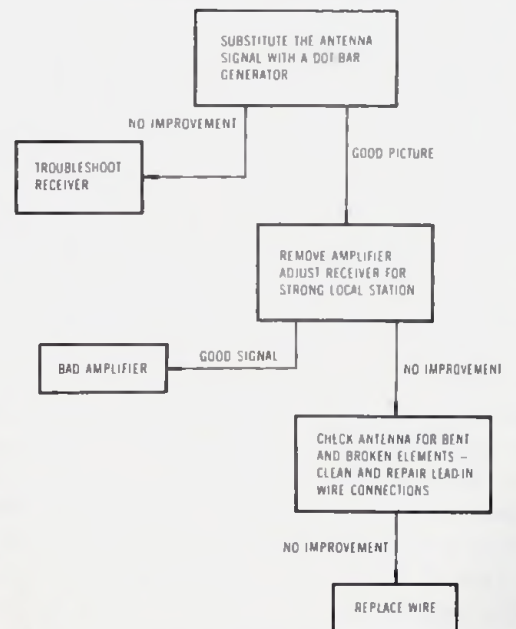 SUBSTITUTE THE ANTENNA
SIGNAL WITH A DOT-BAR
GENERATOR
NO IMPROVEMENT
GOOD PICTURE
TROUBLESHOOT
RECEIVER
REMOVE AMPLIFIER
ADJUST RECEIVER FOR
STRONG LOCAL STATION
GOOD SIGNAL
NO IMPROVEMENT
BAD AMPLIFIER
CHECK ANTENNA FOR BENT
AND BROKEN ELEMENTS –
CLEAN AND REPAIR LEAD-IN
WIRE CONNECTIONS
NO IMPROVEMENT
REPLACE WIRE